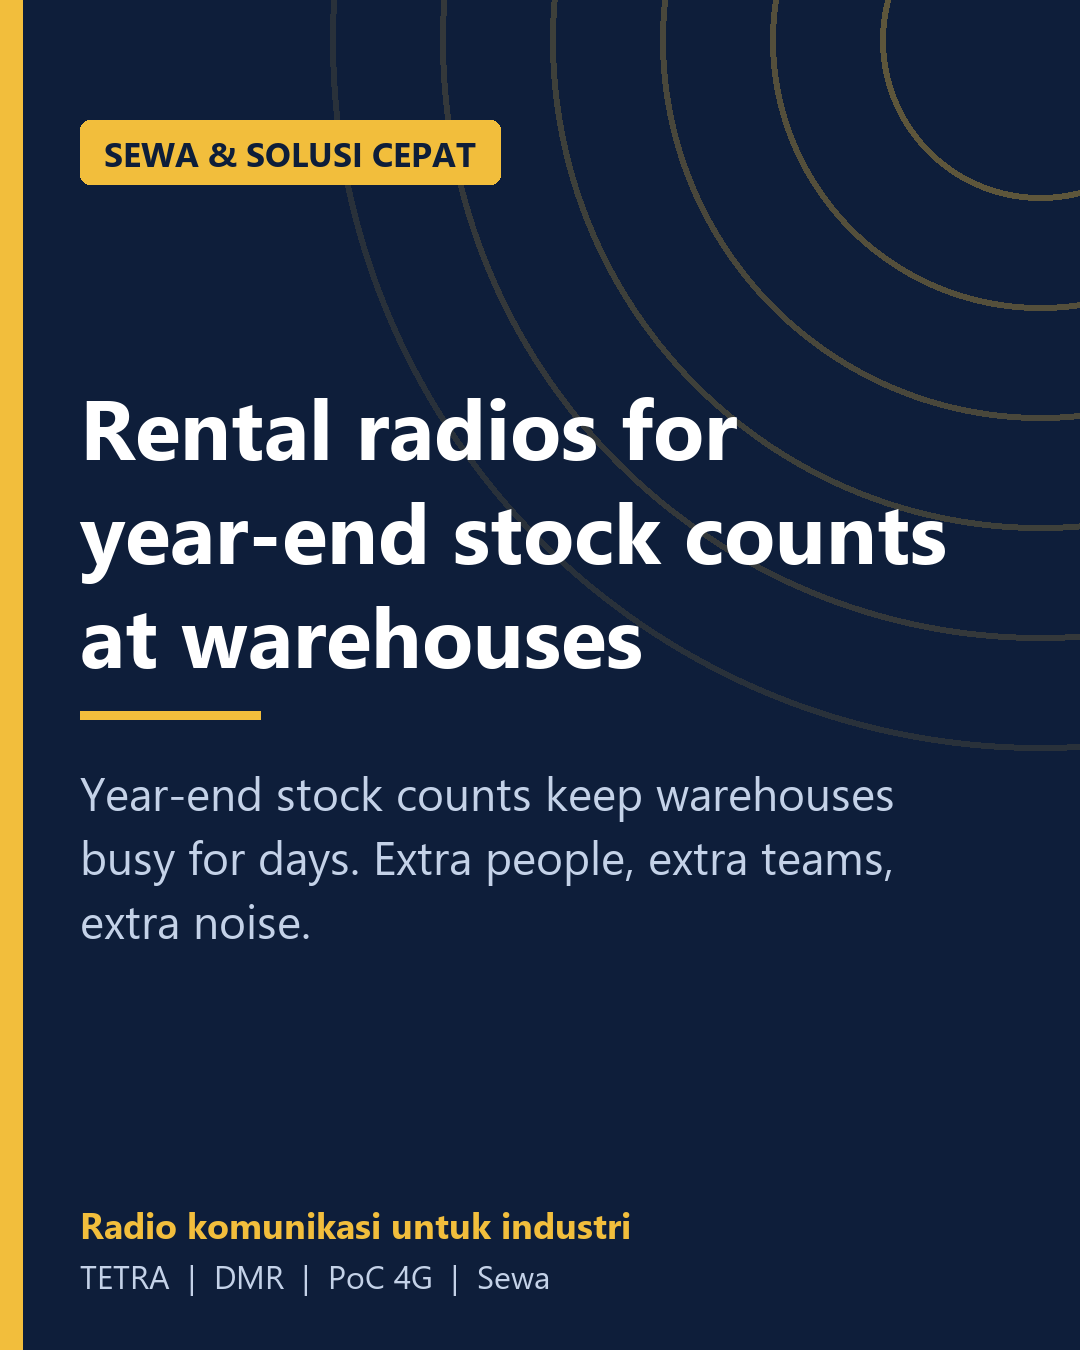 SEWA & SOLUSI CEPAT
Rental radios for
year-end stock counts
at warehouses
Year-end stock counts keep warehouses
busy for days. Extra people, extra teams,
extra noise.
Radio komunikasi untuk industri
TETRA | DMR | PoC 4G | Sewa